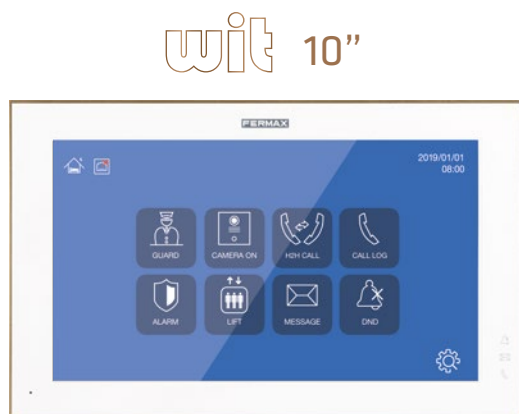 wit 10”
FERMAX
2019/01/01
08:00
GUARD
CAMERA ON
H2H CALL
CALL LOG
ALARM
LIFT
MESSAGE
DND